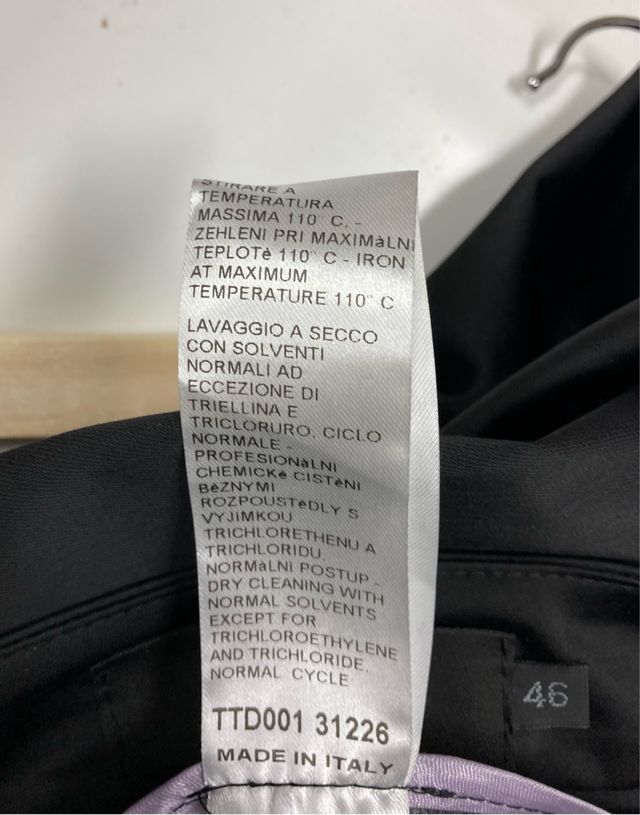 STIRARE A
TEMPERATURA
MASSIMA 110° C. -
ZEHLENI PRI MAXIMàLNI
TEPLOTè 110° C - IRON
AT MAXIMUM
TEMPERATURE 110° C
LAVAGGIO A SECCO
CON SOLVENTI
NORMALI AD
ECCEZIONE DI
TRIELLINA E
TRICLORURO, CICLO
NORMALE -
PROFESIONàLNI
CHEMICKè CISTèNI
BèZNYMI
ROZPOUSTèDLY S
VYJIMKOU
TRICHLORETHENU A
TRICHLORIDU,
NORMàLNI POSTUP -
DRY CLEANING WITH
NORMAL SOLVENTS
EXCEPT FOR
TRICHLOROETHYLENE
AND TRICHLORIDE.
NORMAL CYCLE
TTD001 31226
MADE IN ITALY
46